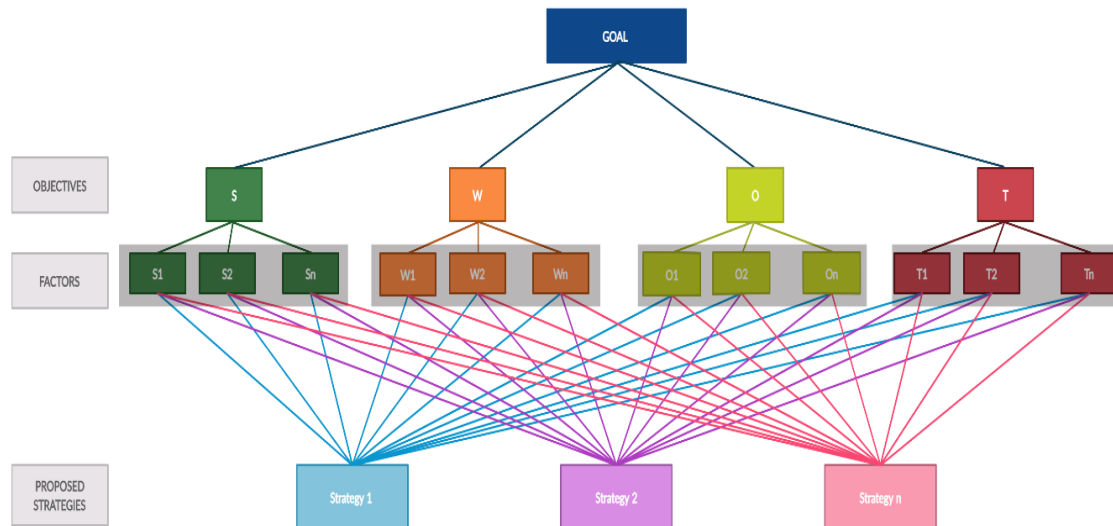 GOAL
OBJECTIVES
S
W
O
T
FACTORS
S1
S2
Sn
W1
W2
Wn
O1
O2
On
T1
T2
Tn
PROPOSED
STRATEGIES
Strategy 1
Strategy 2
Strategy n